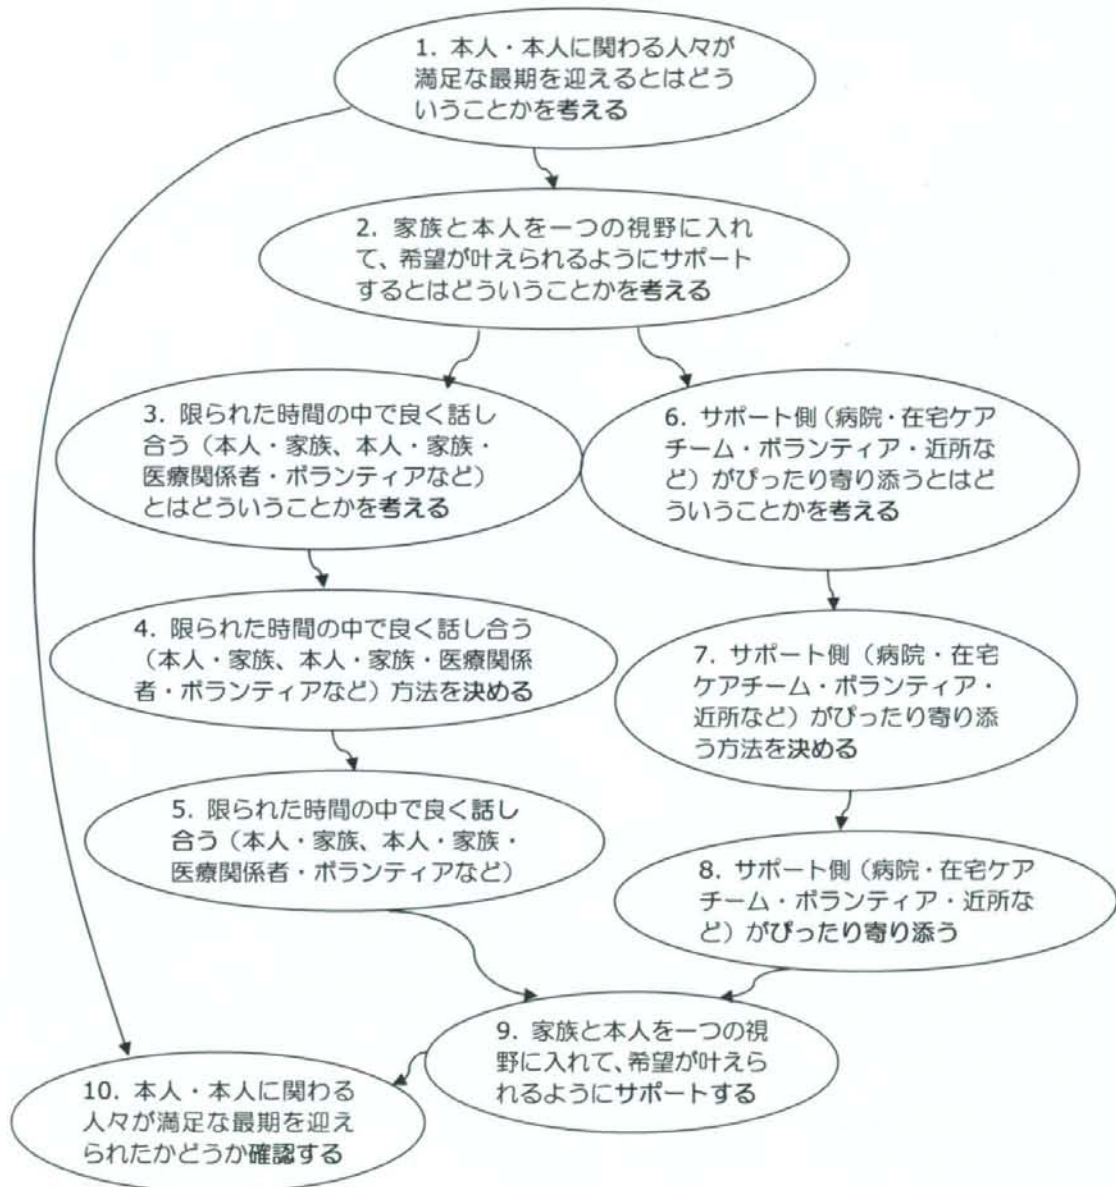 1. 本人・本人に関わる人々が
満足な最期を迎えるとはどう
いうことかを考える
2. 家族と本人を一つの視野に入れ
て、希望が叶えられるようにサポート
するとはどういうことかを考える
3. 限られた時間の中で良く話し
合う（本人・家族、本人・家族・
医療関係者・ボランティアなど）
とはどういうことかを考える
4. 限られた時間の中で良く話し合う
（本人・家族、本人・家族・医療関係
者・ボランティアなど）方法を決める
5. 限られた時間の中で良く話し
合う（本人・家族、本人・家族・
医療関係者・ボランティアなど）
6. サポート側（病院・在宅ケア
チーム・ボランティア・近所な
ど）がぴったり寄り添うとはど
ういうことかを考える
7. サポート側（病院・在宅
ケアチーム・ボランティア・
近所など）がぴったり寄り添
う方法を決める
8. サポート側（病院・在宅ケア
チーム・ボランティア・近所な
ど）がぴったり寄り添う
9. 家族と本人を一つの視
野に入れて、希望が叶えら
れるようにサポートする
10. 本人・本人に関わる
人々が満足な最期を迎え
られたかどうか確認する